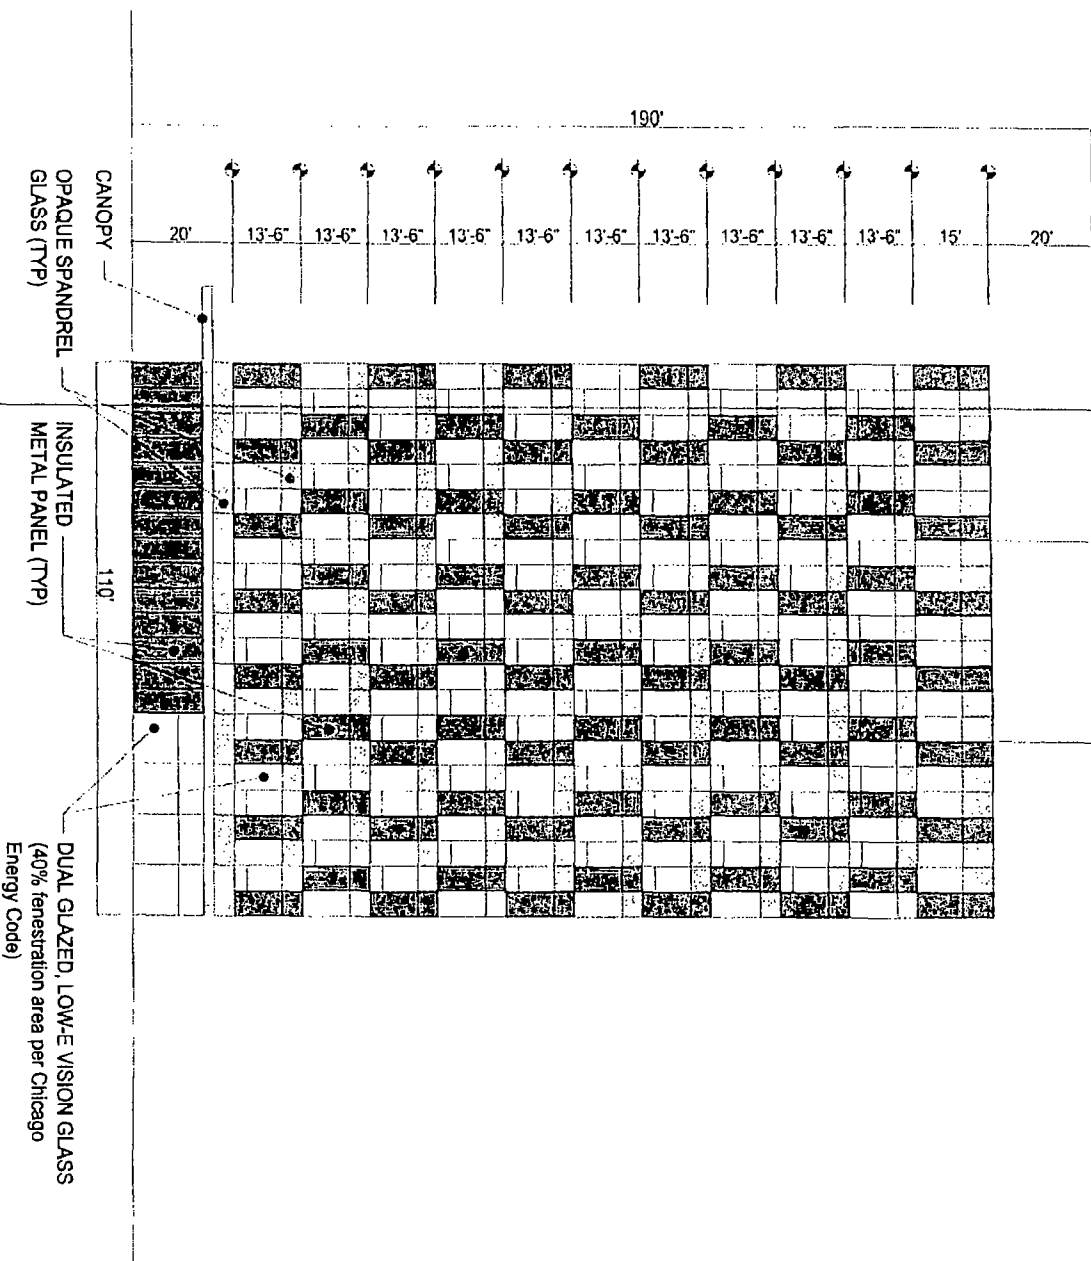 190'
20' 13'-6" 13'-6" 13'-6" 13'-6" 13'-6" 13'-6" 13'-6" 13'-6" 13'-6" 13'-6" 15' 20'
CANOPY
OPAQUE SPANDREL
GLASS (TYP)
INSULATED
METAL PANEL (TYP)
110'
DUAL GLAZED, LOW-E VISION GLASS
(40% fenestration area per Chicago
Energy Code)